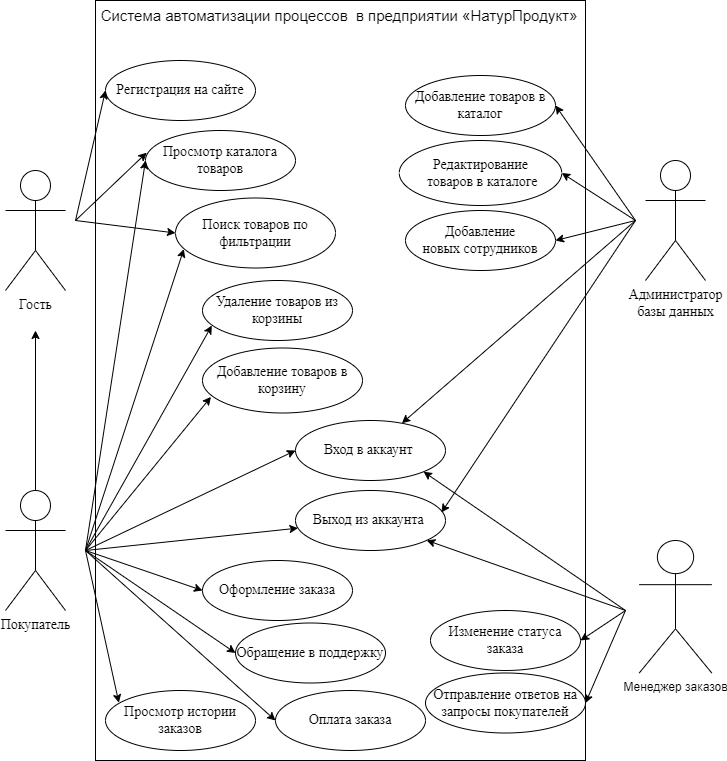 Система автоматизации процессов в предприятии «НатурПродукт»
Регистрация на сайте
Просмотр каталога
товаров
Поиск товаров по
фильтрации
Удаление товаров из
корзины
Добавление товаров в
корзину
Вход в аккаунт
Выход из аккаунта
Оформление заказа
Обращение в поддержку
Просмотр истории
заказов
Оплата заказа
Добавление товаров в
каталог
Редактирование
товаров в каталоге
Добавление
новых сотрудников
Изменение статуса
заказа
Отправление ответов на
запросы покупателей
Гость
Покупатель
Администратор
базы данных
Менеджер заказов